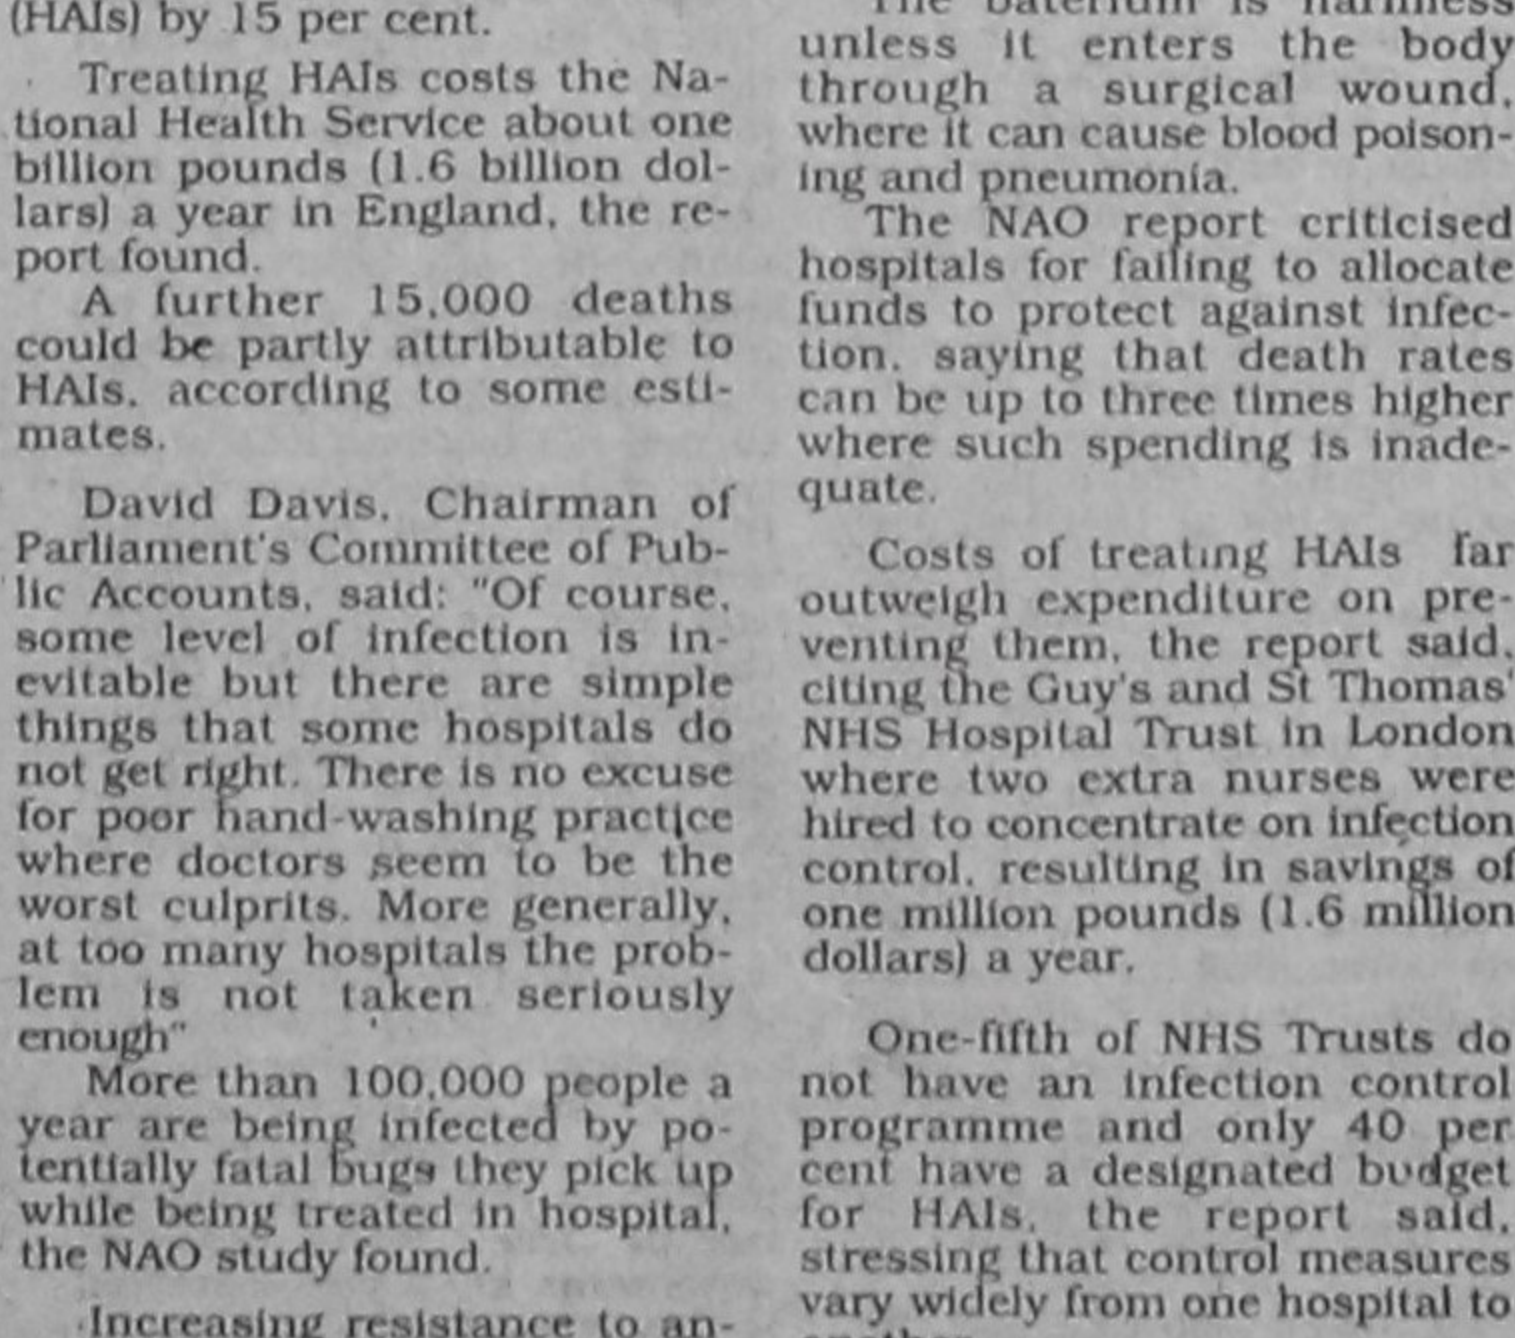 (HAIs) by 15 per cent.
Treating HAIs costs the Na-
tional Health Service about one
billion pounds (1.6 billion dol-
lars) a year in England, the re-
port found.
A further 15,000 deaths
could be partly attributable to
HAIs, according to some esti-
mates.
David Davis, Chairman of
Parliament's Committee of Pub-
lic Accounts, said: "Of course,
some level of infection is in-
evitable but there are simple
things that some hospitals do
not get right. There is no excuse
for poor hand-washing practice
where doctors seem to be the
worst culprits. More generally,
at too many hospitals the prob-
lem is not taken seriously
enough"
More than 100,000 people a
year are being infected by po-
tentially fatal bugs they pick up
while being treated in hospital,
the NAO study found.
Increasing resistance to an-
The baterium is harmless
unless it enters the body
through a surgical wound,
where it can cause blood poison-
ing and pneumonia.
The NAO report criticised
hospitals for failing to allocate
funds to protect against infec-
tion, saying that death rates
can be up to three times higher
where such spending is inade-
quate.
Costs of treating HAIs far
outweigh expenditure on pre-
venting them, the report said,
citing the Guy's and St Thomas'
NHS Hospital Trust in London
where two extra nurses were
hired to concentrate on infection
control, resulting in savings of
one million pounds (1.6 million
dollars) a year.
One-fifth of NHS Trusts do
not have an infection control
programme and only 40 per
cent have a designated budget
for HAIs, the report said,
stressing that control measures
vary widely from one hospital to